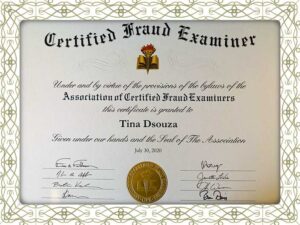 Certified Fraud Examiner
Under and by virtue of the provisions of the bylaws of the
Association of Certified Fraud Examiners
this certificate is granted to
Tina Dsouza
Given under our hands and the Seal of The Association
July 30, 2020